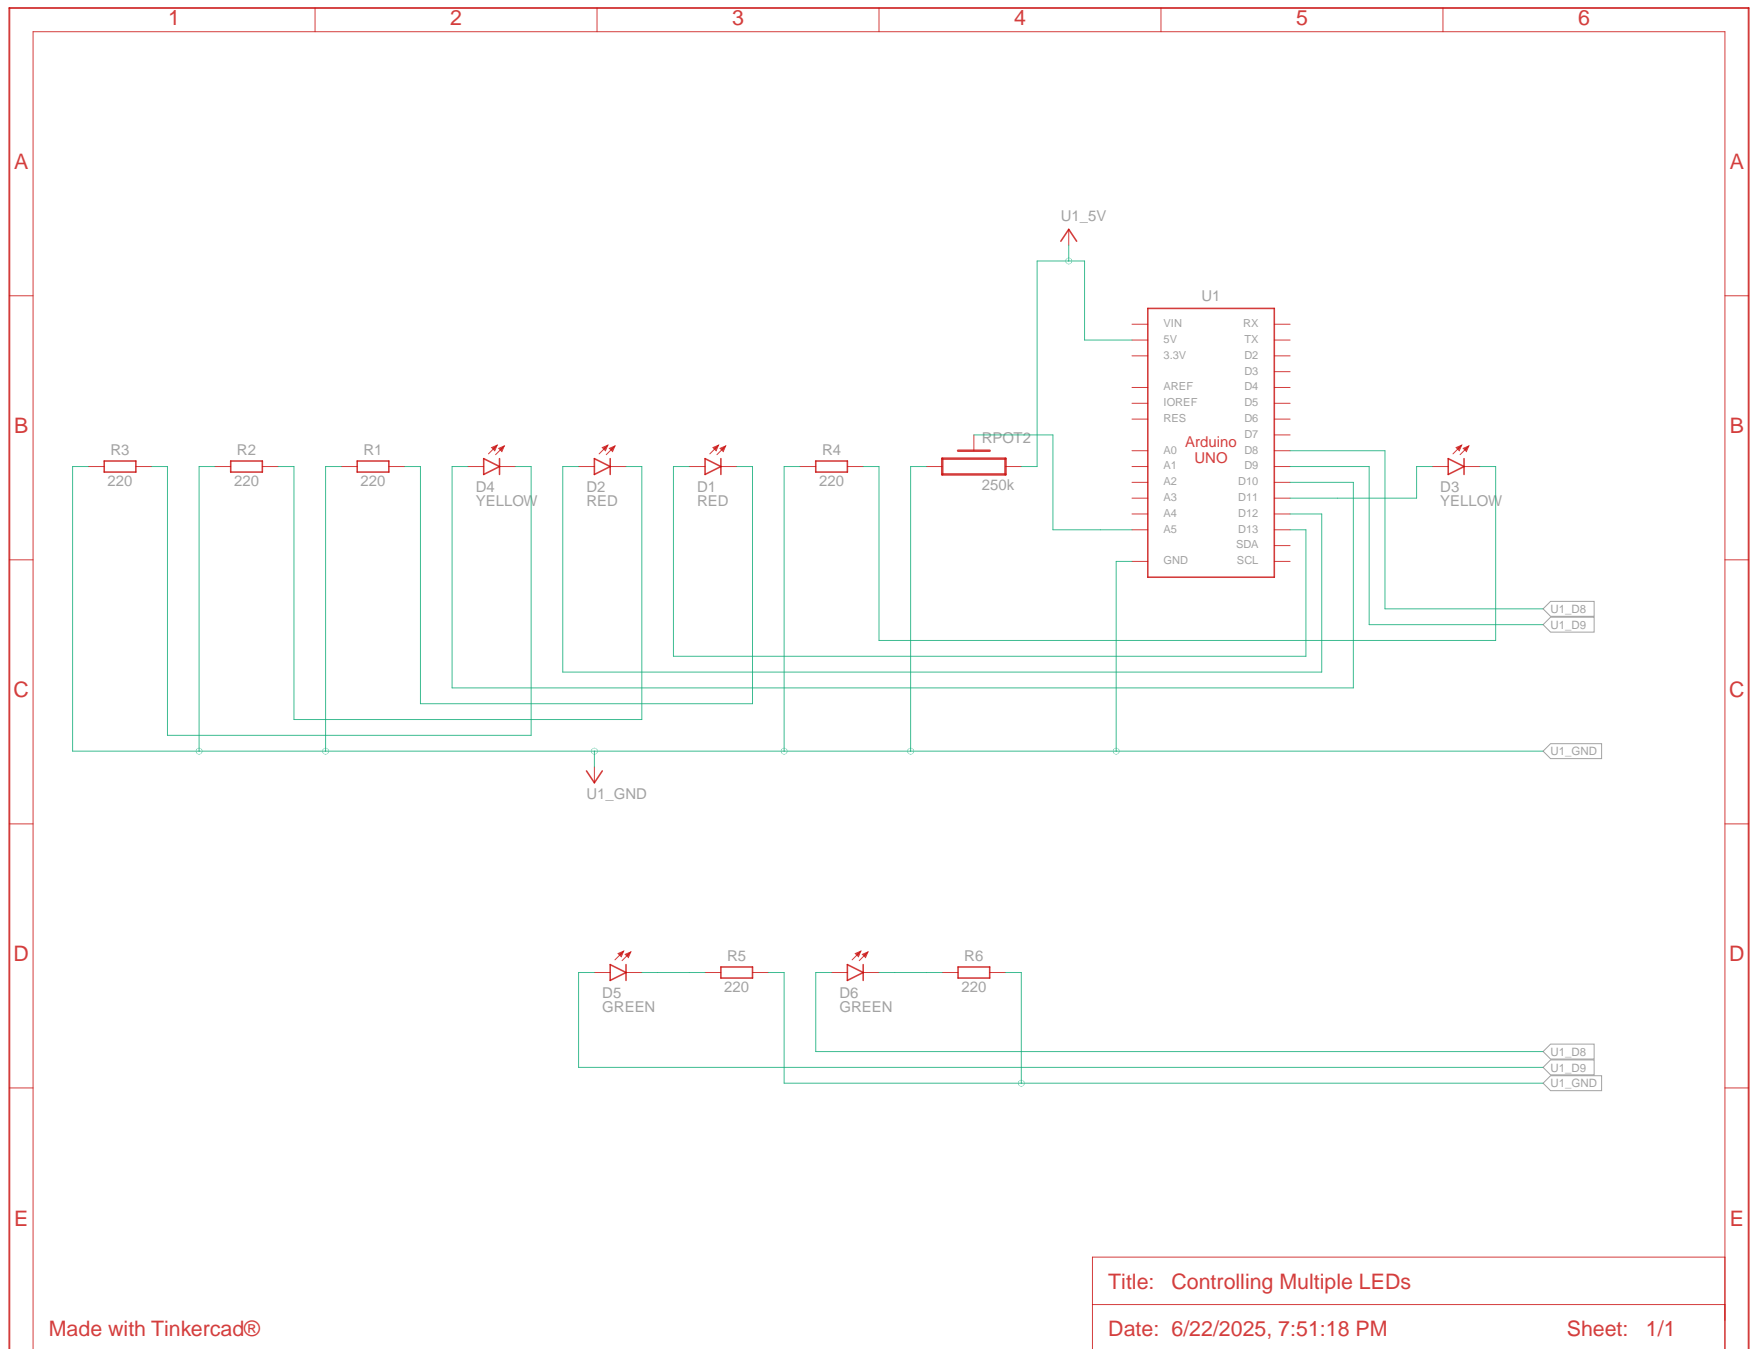 1 2 3 4 5 6
A A
U1_5V
U1
VIN RX
5V TX
3.3V D2
D3
AREF D4
IOREF D5
RES D6
D7
Arduino
UNO
A0 D8
A1 D9
A2 D10
A3 D11
A4 D12
A5 D13
SDA
GND SCL
B B
R3
220
R2
220
R1
220
D4
YELLOW
D2
RED
D1
RED
R4
220
RPOT2
250k
D3
YELLOW
U1_D8
U1_D9
C C
U1_GND
U1_GND
D D
D5
GREEN
R5
220
D6
GREEN
R6
220
U1_D8
U1_D9
U1_GND
E E
Title: Controlling Multiple LEDs
Made with Tinkercad®
Date: 6/22/2025, 7:51:18 PM Sheet: 1/1